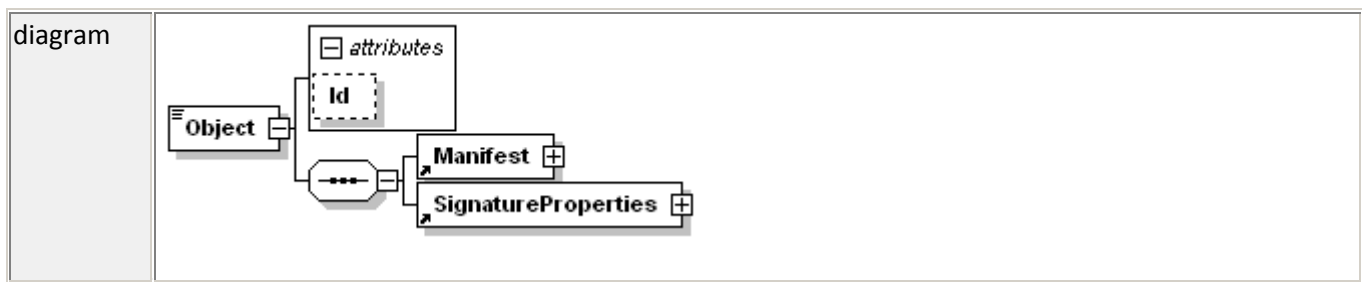 diagram
attributes
Id
Object
Manifest
SignatureProperties